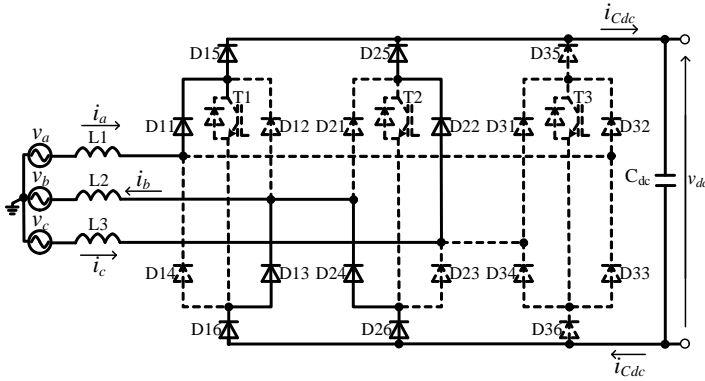 i_Cdc
D15 D25 D35
T1 T2 T3
i_a
D11 D12 D21 D22 D31 D32
v_a
L1
C_dc
v_dc
v_b
L2
i_b
v_c
L3
i_c
D14 D13 D24 D23 D34 D33
D16 D26 D36
i_Cdc